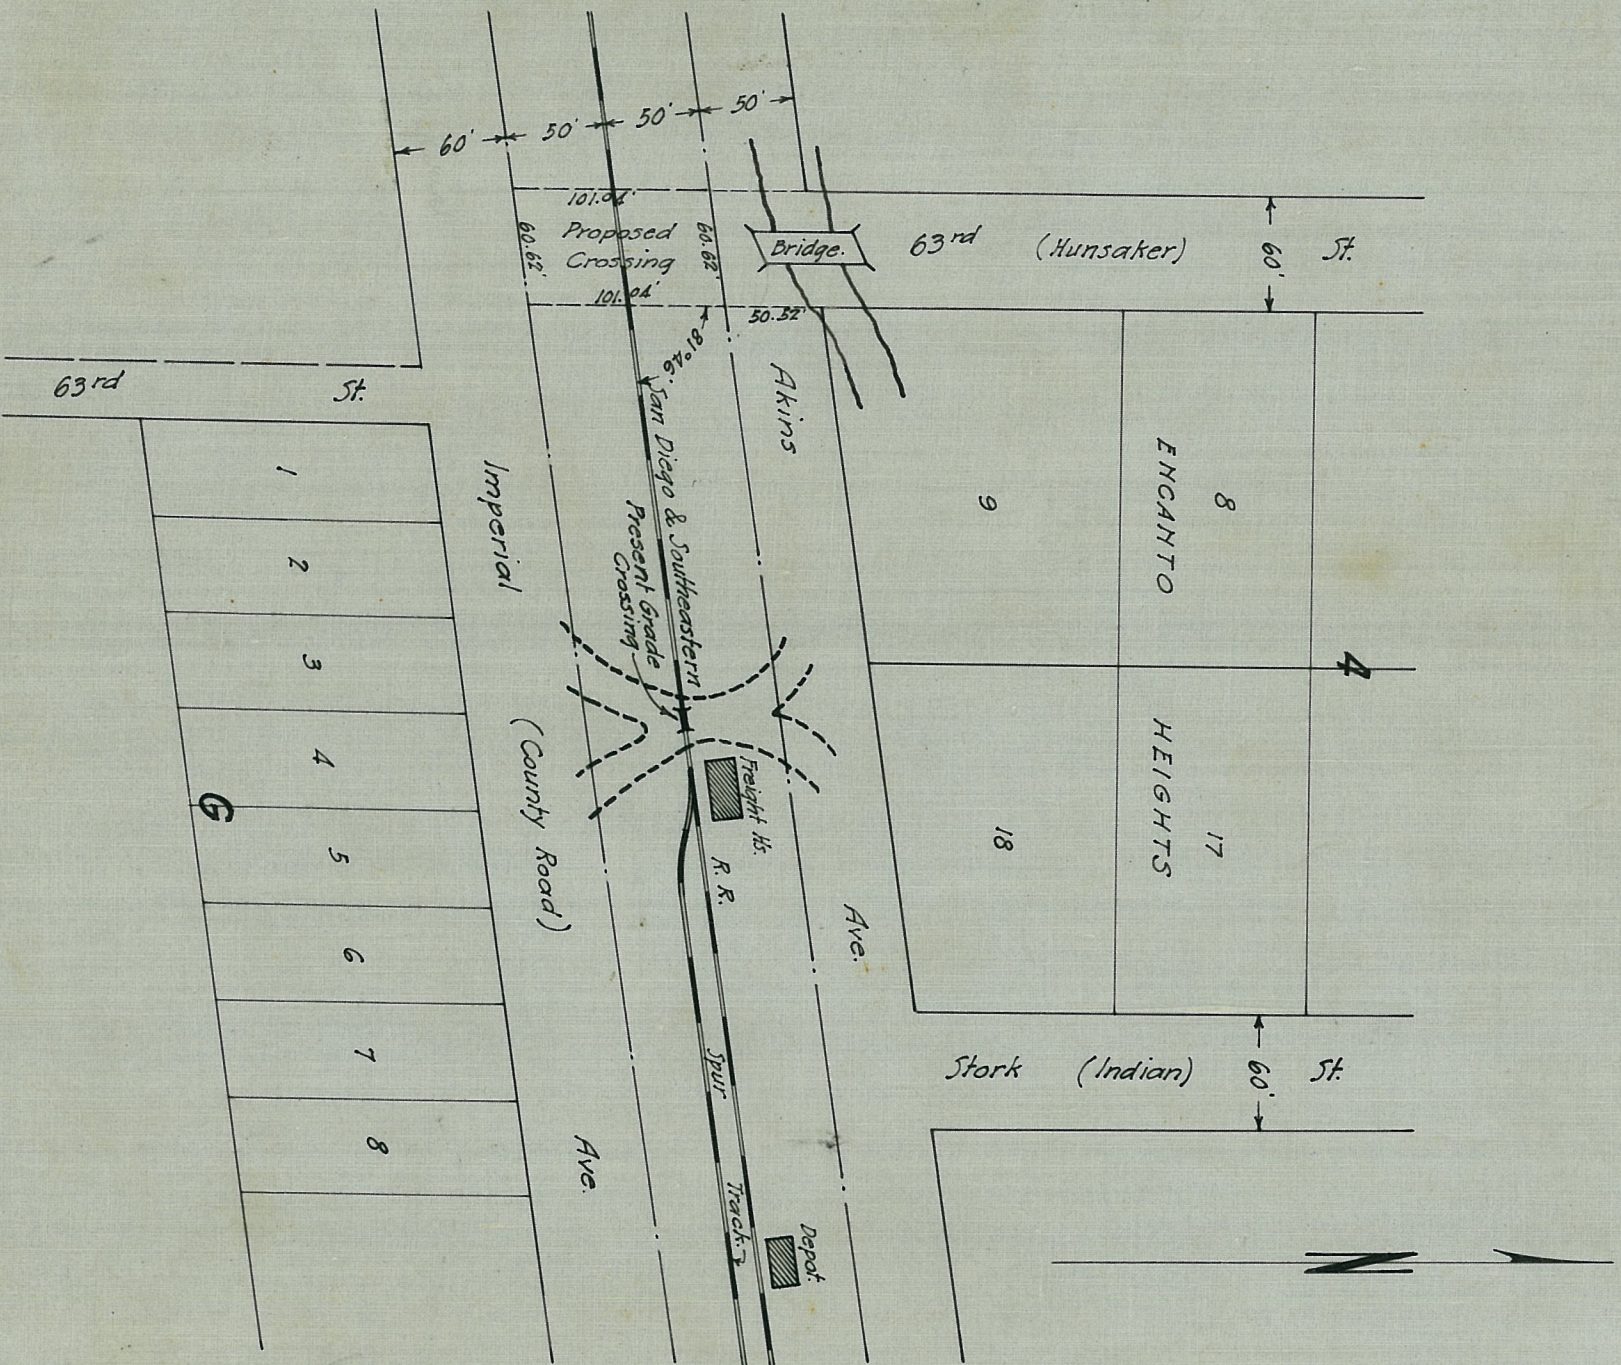 60' 50' 50' 50'
101.04'
Proposed
Crossing
60.62'
60.62'
101.04'
50.52'
81°46'
Bridge.
63rd (Hunsaker) St.
60'
63rd St.
Akins Ave.
San Diego & Southeastern R.R.
Present Grade
Crossing
Imperial (County Road) Ave.
Freight Hs.
Spur Track
Depot.
ENCANTO HEIGHTS
9
8
4
18
17
Stork (Indian) St.
60'
1
2
3
4
G
5
6
7
8
N